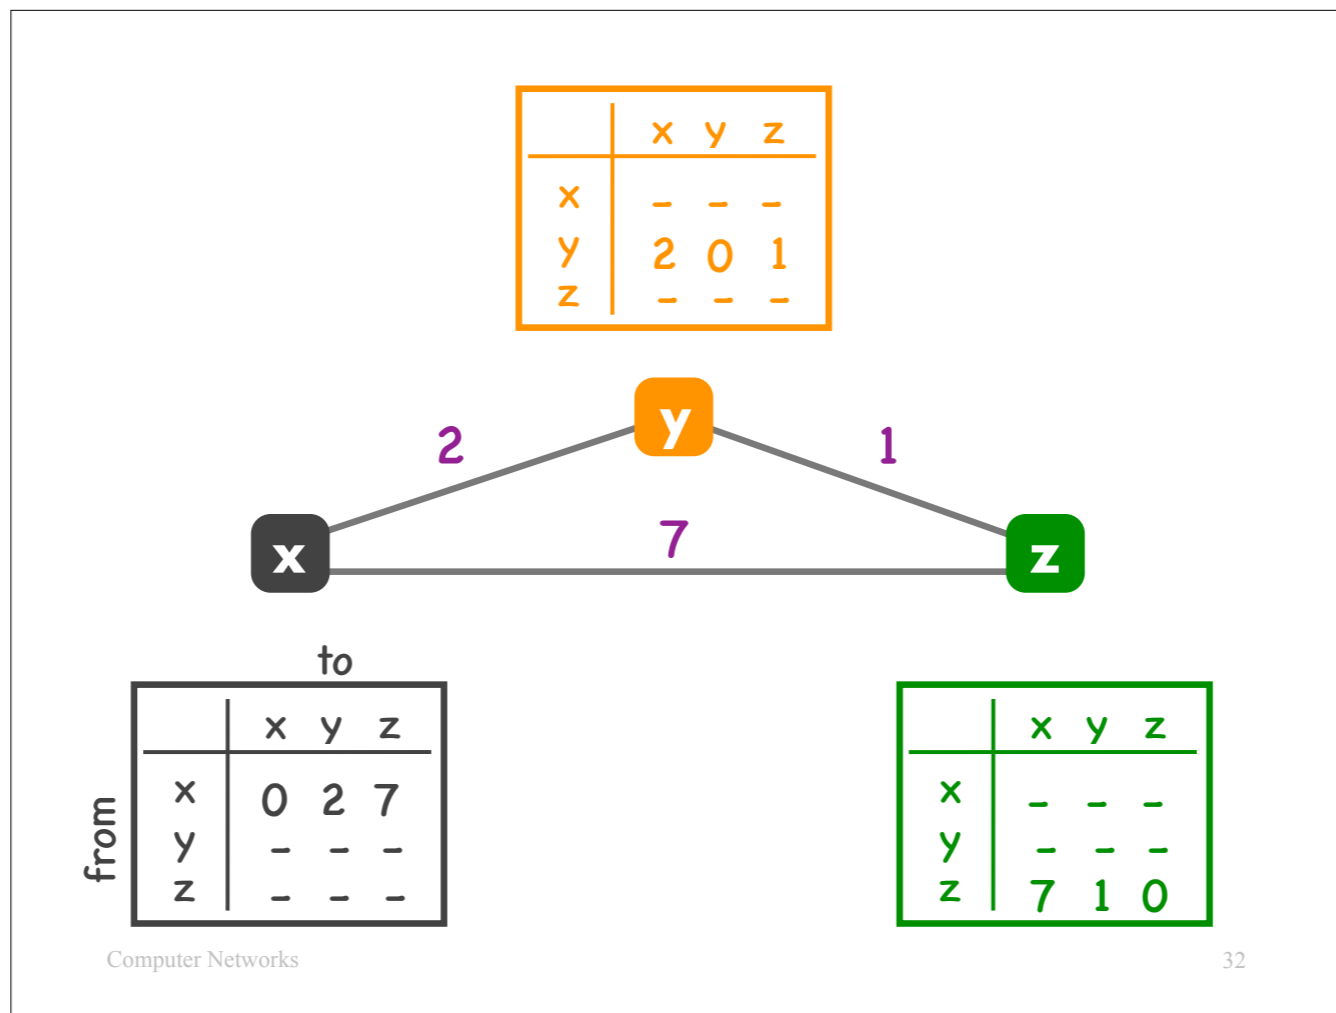 x y z
x - - -
y 2 0 1
z - - -
y
2 1
7
x z
to
from
x y z
x 0 2 7
y - - -
z - - -
x y z
x - - -
y - - -
z 7 1 0
Computer Networks 32